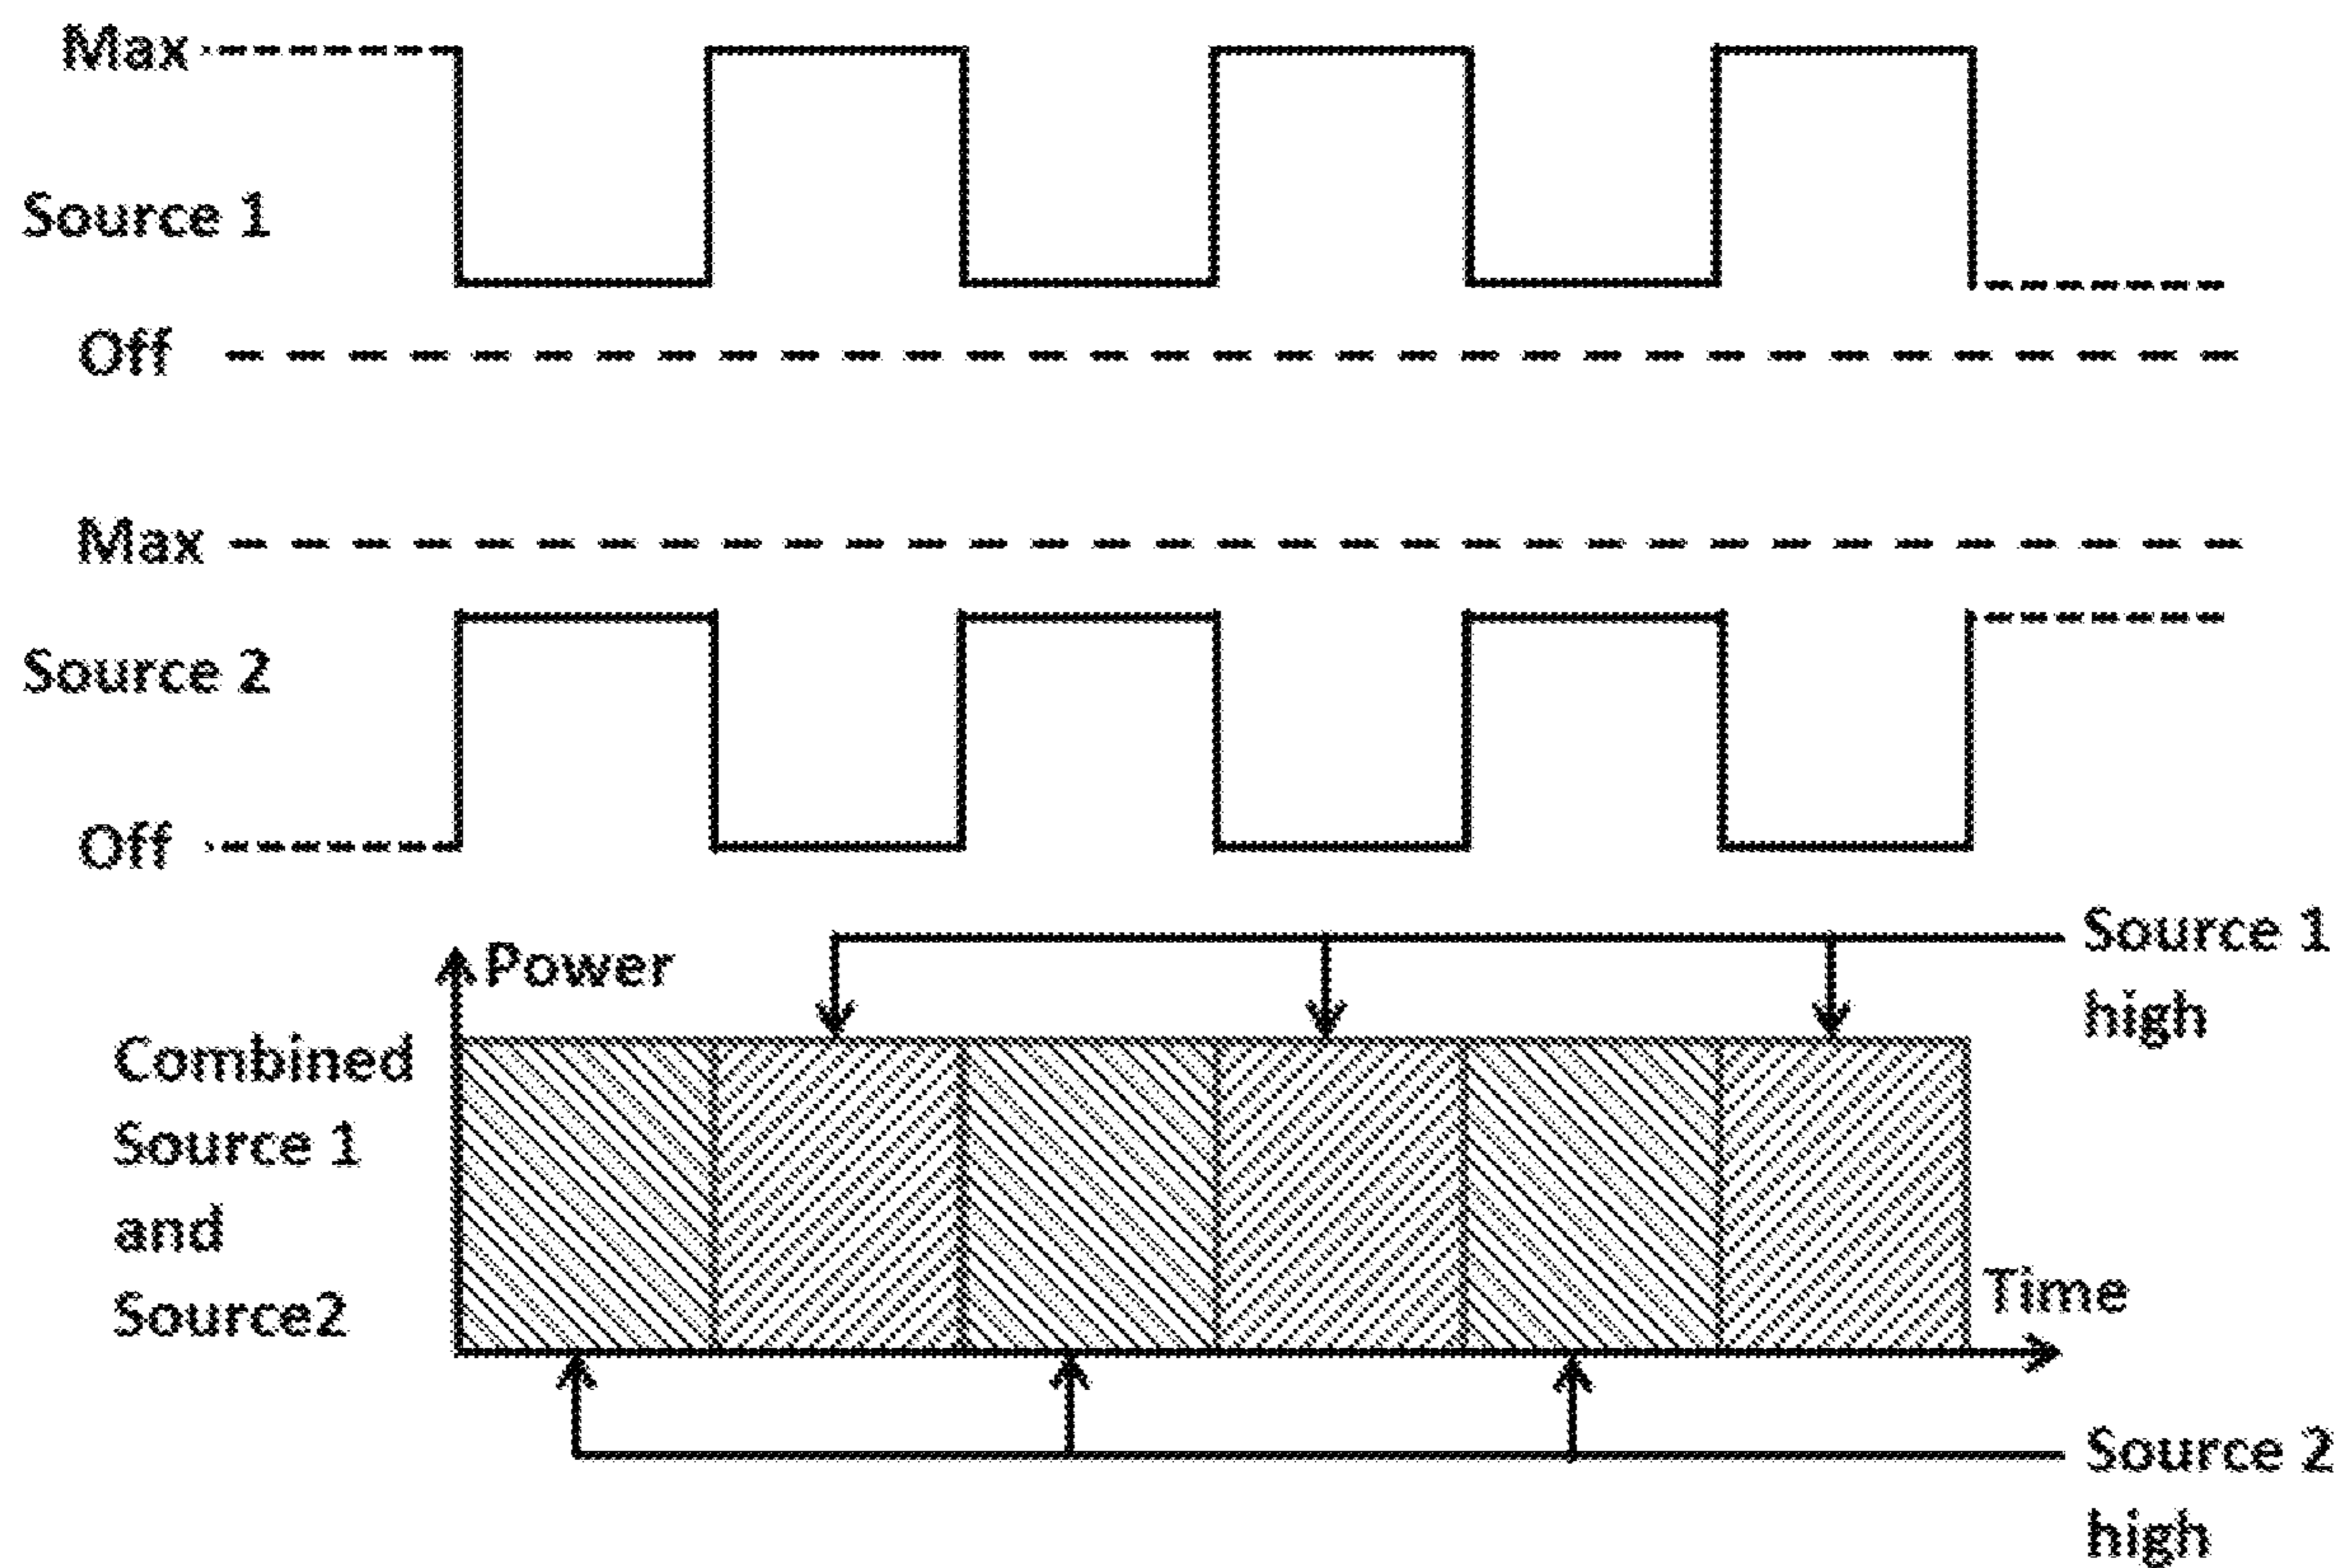 Max
Source 1
Off
Max
Source 2
Off
Source 1
high
Power
Combined
Source 1
and
Source2
Time
Source 2
high